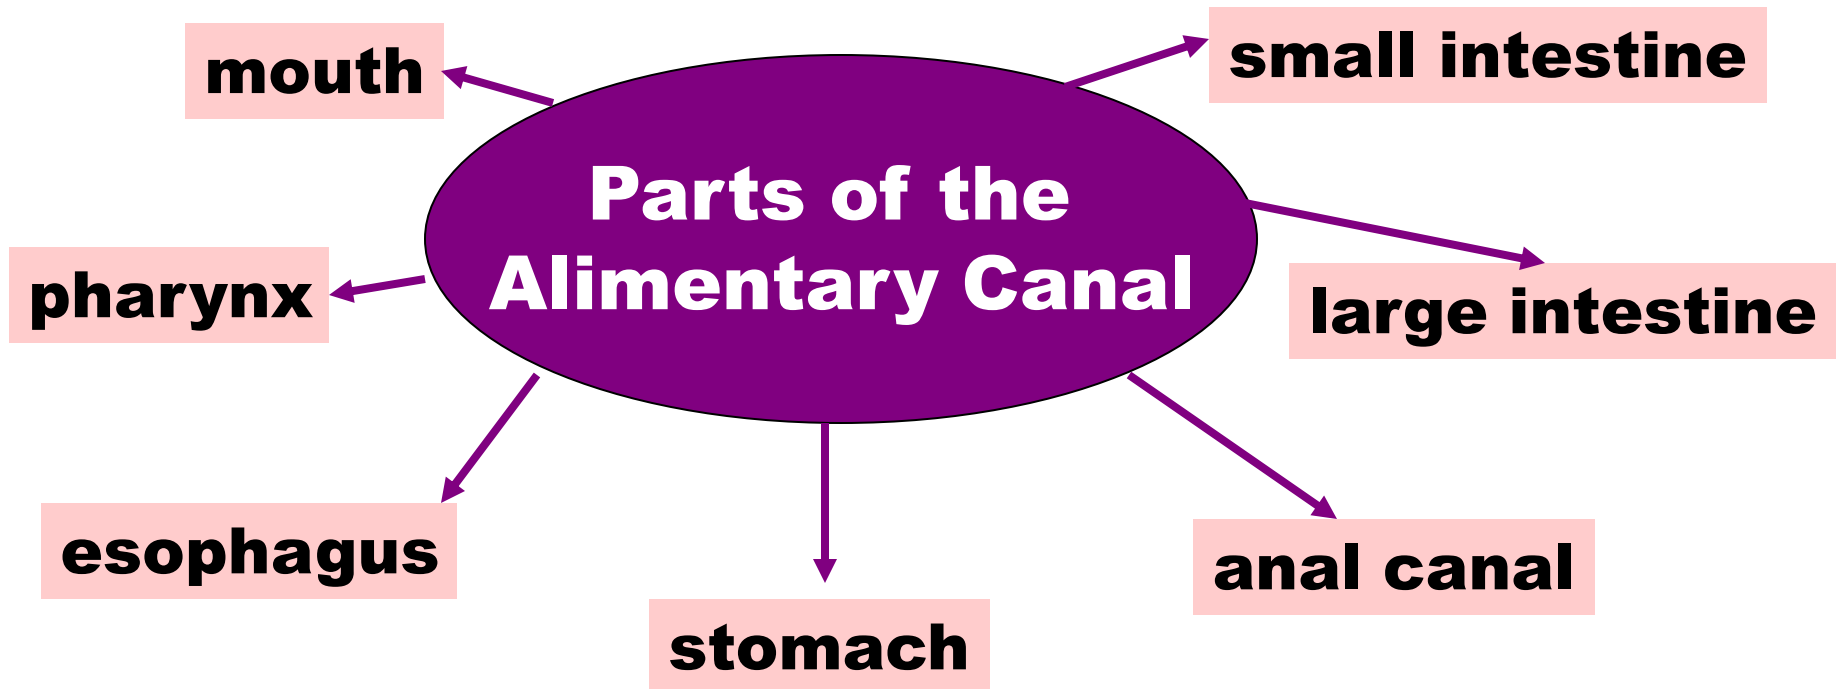 mouth
small intestine
Parts of the
Alimentary Canal
pharynx
large intestine
esophagus
anal canal
stomach